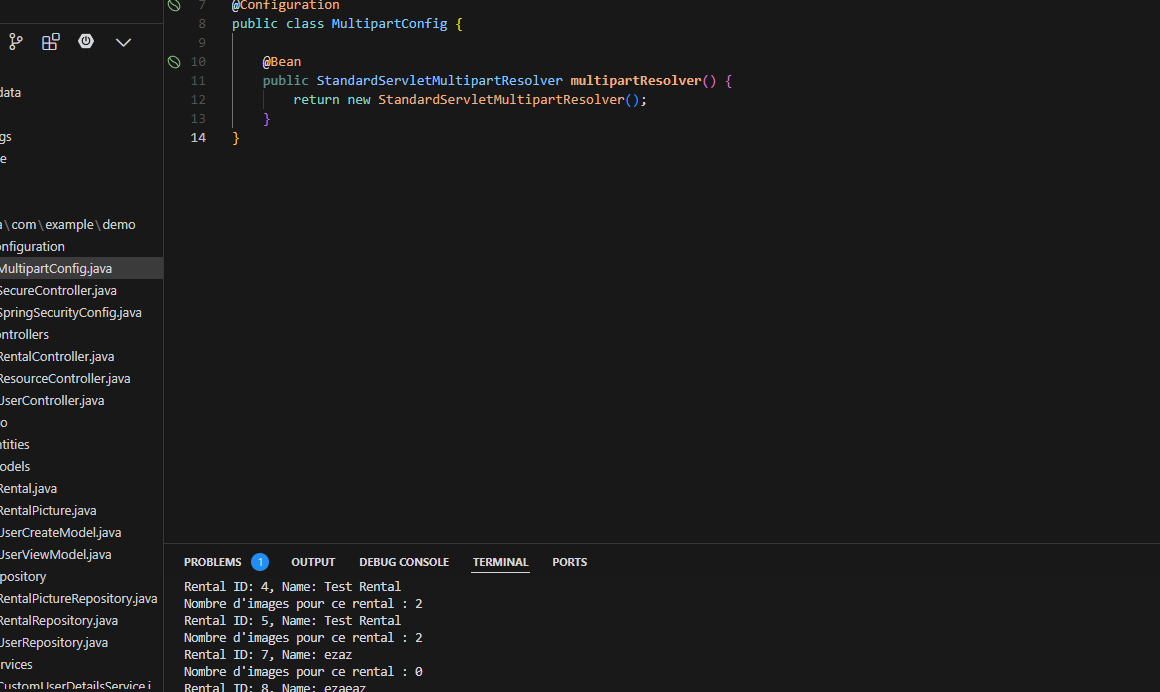 data
gs
e
a\com\example\demo
onfiguration
MultipartConfig.java
SecureController.java
SpringSecurityConfig.java
ontrollers
RentalController.java
ResourceController.java
UserController.java
o
ntities
odels
Rental.java
RentalPicture.java
UserCreateModel.java
UserViewModel.java
pository
RentalPictureRepository.java
RentalRepository.java
UserRepository.java
rvices
CustomUserDetailsService.j
7 @Configuration
8 public class MultipartConfig {
9
10 @Bean
11 public StandardServletMultipartResolver multipartResolver() {
12 return new StandardServletMultipartResolver();
13 }
14 }
PROBLEMS 1 OUTPUT DEBUG CONSOLE TERMINAL PORTS
Rental ID: 4, Name: Test Rental
Nombre d'images pour ce rental : 2
Rental ID: 5, Name: Test Rental
Nombre d'images pour ce rental : 2
Rental ID: 7, Name: ezaz
Nombre d'images pour ce rental : 0
Rental ID: 8, Name: ezaeaz